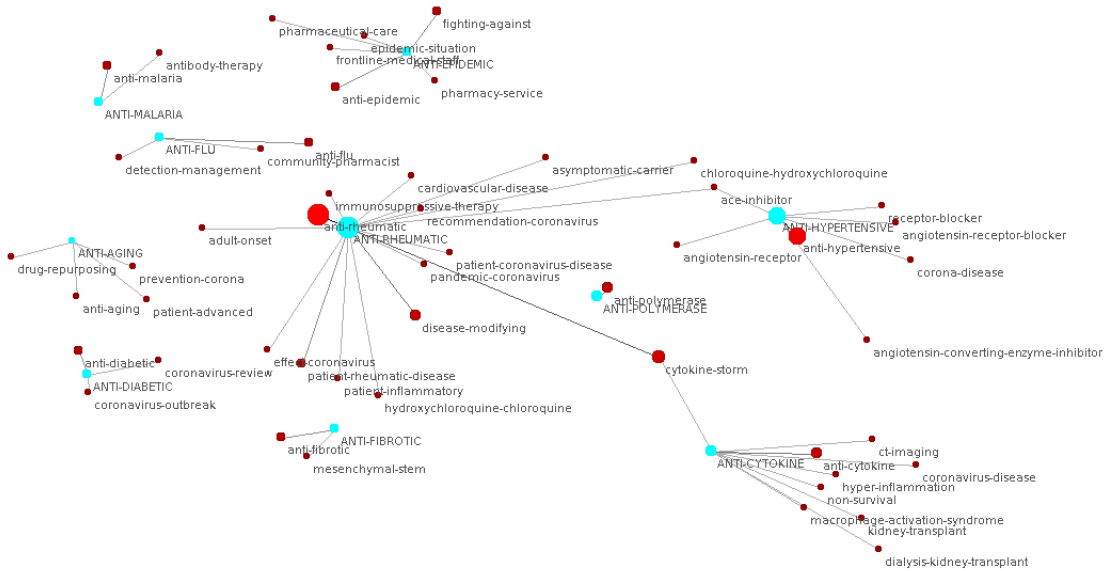 fighting-against
pharmaceutical-care
epidemic-situation
frontline-medical-staff
ANTI-EPIDEMIC
antibody-therapy
anti-malaria
pharmacy-service
anti-epidemic
ANTI-MALARIA
ANTI-FLU
anti-flu
community-pharmacist
detection-management
asymptomatic-carrier
chloroquine-hydroxychloroquine
cardiovascular-disease
ace-inhibitor
immunosuppressive-therapy
recommendation-coronavirus
receptor-blocker
anti-rheumatic
ANTI-HYPERTENSIVE
angiotensin-receptor-blocker
adult-onset
ANTI-RHEUMATIC
anti-hypertensive
ANTI-AGING
angiotensin-receptor
patient-coronavirus-disease
drug-repurposing
corona-disease
prevention-corona
pandemic-coronavirus
anti-polymerase
anti-aging
patient-advanced
ANTI-POLYMERASE
disease-modifying
angiotensin-converting-enzyme-inhibitor
anti-diabetic
effect-coronavirus
cytokine-storm
coronavirus-review
patient-rheumatic-disease
ANTI-DIABETIC
patient-inflammatory
coronavirus-outbreak
hydroxychloroquine-chloroquine
ANTI-FIBROTIC
anti-fibrotic
ct-imaging
ANTI-CYTOKINE
anti-cytokine
mesenchymal-stem
coronavirus-disease
hyper-inflammation
non-survival
macrophage-activation-syndrome
kidney-transplant
dialysis-kidney-transplant